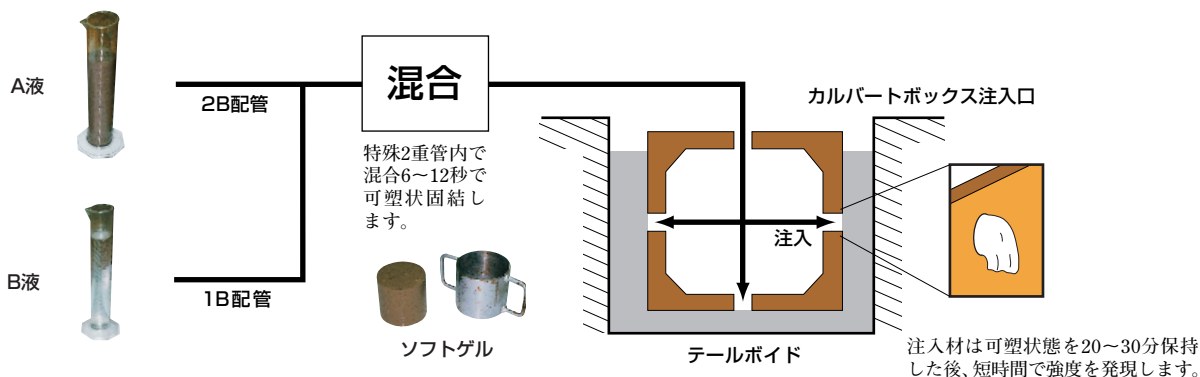 A液
2B配管
混合
特殊2重管内で
混合6〜12秒で
可塑状固結し
ます。
B液
1B配管
ソフトゲル
カルバートボックス注入口
注入
テールボイド
注入材は可塑状態を20〜30分保持
した後、短時間で強度を発現します。